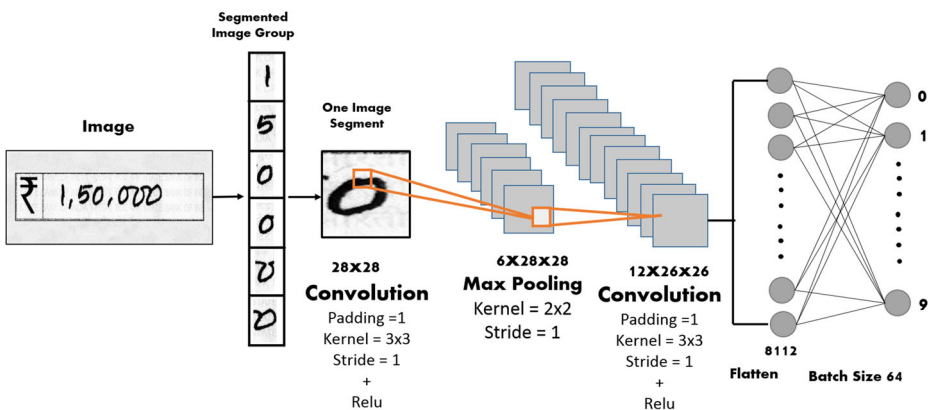 Segmented
Image Group
Image
₹ 1,50,000
1
5
0
0
0
0
One Image
Segment
28x28
Convolution
Padding =1
Kernel = 3x3
Stride = 1
+
Relu
6X28x28
Max Pooling
Kernel = 2x2
Stride = 1
12X26x26
Convolution
Padding =1
Kernel = 3x3
Stride = 1
+
Relu
8112
Flatten
0
1
9
Batch Size 64